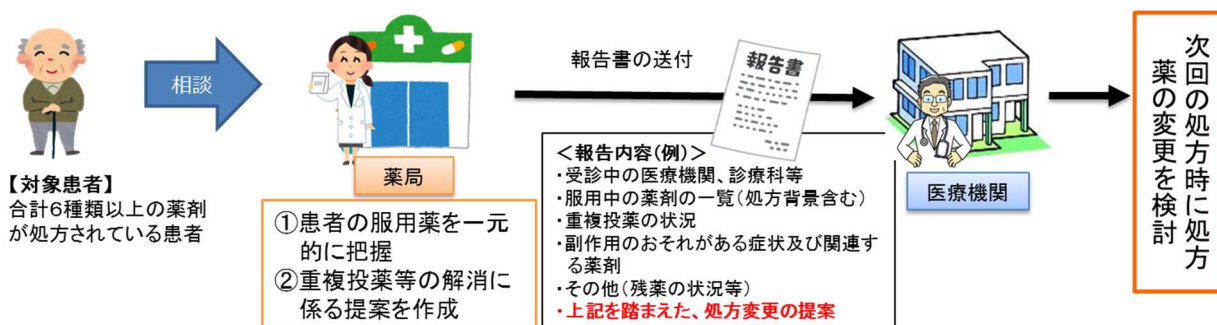 相談
【対象患者】
合計6種類以上の薬剤
が処方されている患者
薬局
①患者の服用薬を一元
的に把握
②重複投薬等の解消に
係る提案を作成
報告書の送付
報告書
＜報告内容(例)＞
・受診中の医療機関、診療科等
・服用中の薬剤の一覧(処方背景含む)
・重複投薬の状況
・副作用のおそれがある症状及び関連す
る薬剤
・その他(残薬の状況等)
・上記を踏まえた、処方変更の提案
医療機関
次回の処方時に処方
薬の変更を検討